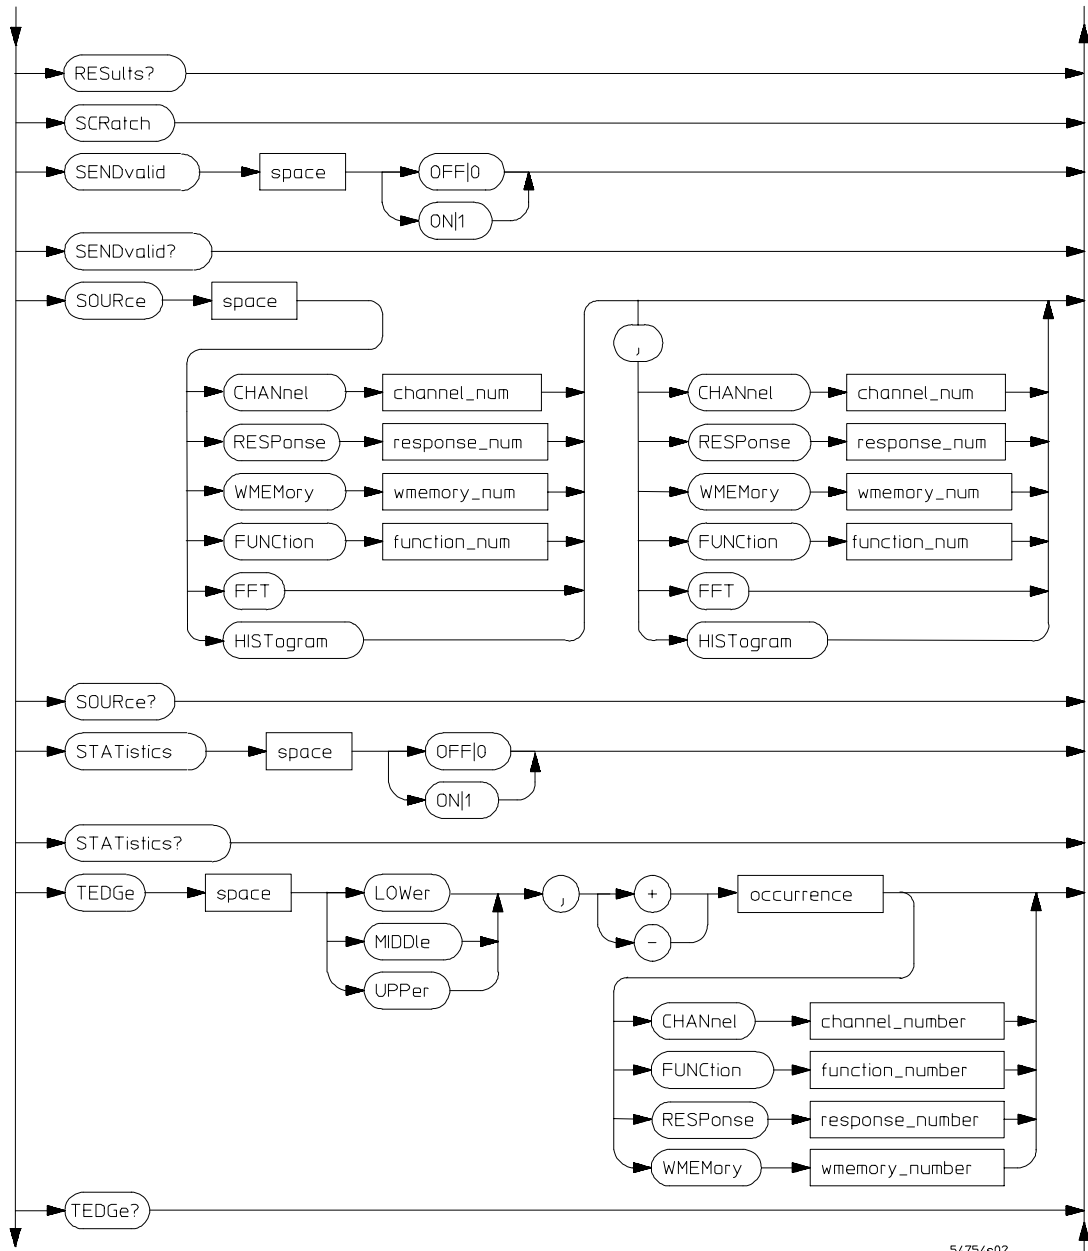 RESults?
SCRatch
SENDvalid space OFF|0
ON|1
SENDvalid?
SOURce space
,
CHANnel channel_num CHANnel channel_num
RESPonse response_num RESPonse response_num
WMEMory wmemory_num WMEMory wmemory_num
FUNCtion function_num FUNCtion function_num
FFT FFT
HISTogram HISTogram
SOURce?
STATistics space OFF|0
ON|1
STATistics?
TEDGe space LOWer , + occurrence
MIDDle -
UPPer
CHANnel channel_number
FUNCtion function_number
RESPonse response_number
WMEMory wmemory_number
TEDGe?